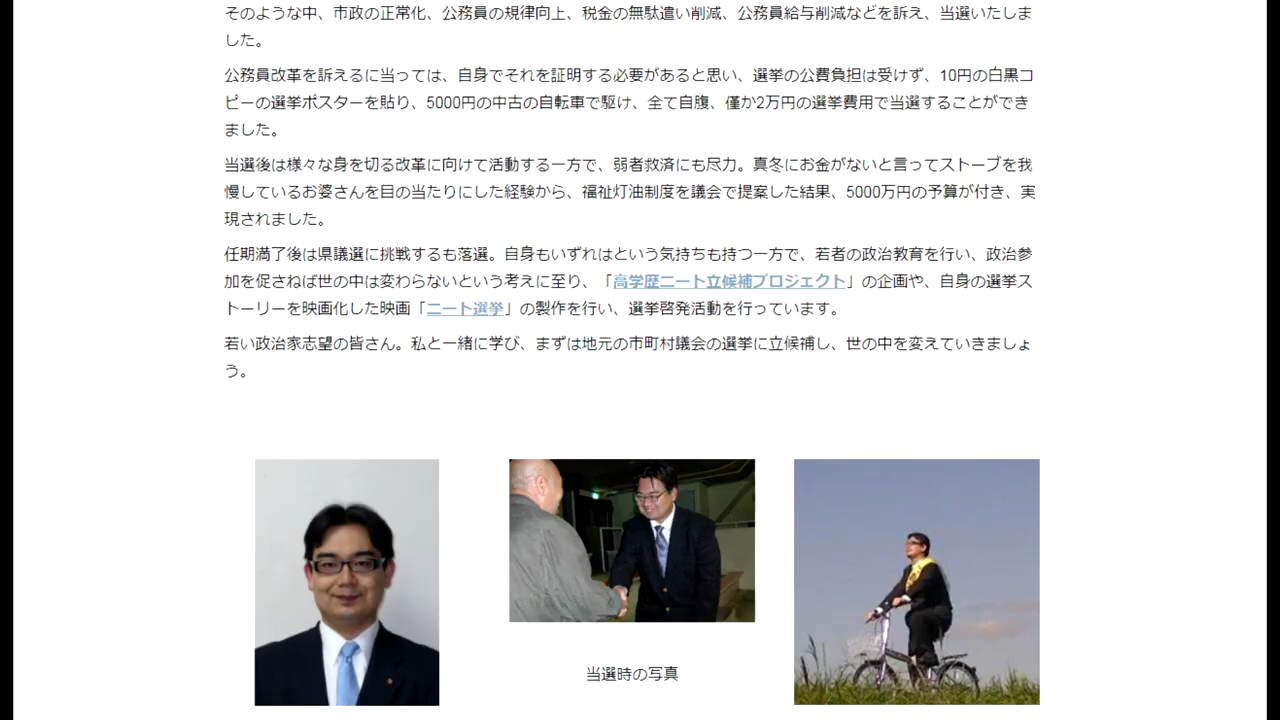 そのような中、市政の正常化、公務員の規律向上、税金の無駄遣い削減、公務員給与削減などを訴え、当選いたしま
した。
公務員改革を訴えるに当っては、自身でそれを証明する必要があると思い、選挙の公費負担は受けず、10円の白黒コ
ピーの選挙ポスターを貼り、5000円の中古の自転車で駆け、全て自腹、僅か2万円の選挙費用で当選することができ
ました。
当選後は様々な身を切る改革に向けて活動する一方で、弱者救済にも尽力。真冬にお金がないと言ってストーブを我
慢しているお婆さんを目の当たりにした経験から、福祉灯油制度を議会で提案した結果、5000万円の予算が付き、実
現されました。
任期満了後は県議選に挑戦するも落選。自身もいずれはという気持ちも持つ一方で、若者の政治教育を行い、政治参
加を促さねば世の中は変わらないという考えに至り、「高学歴ニート立候補プロジェクト」の企画や、自身の選挙ス
トーリーを映画化した映画「ニート選挙」の製作を行い、選挙啓発活動を行っています。
若い政治家志望の皆さん。私と一緒に学び、まずは地元の市町村議会の選挙に立候補し、世の中を変えていきましょ
う。
当選時の写真